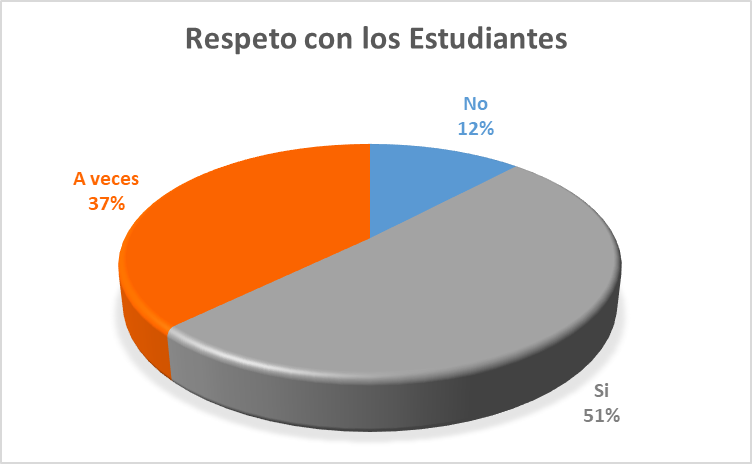 Respeto con los Estudiantes
No
12%
A veces
37%
Si
51%